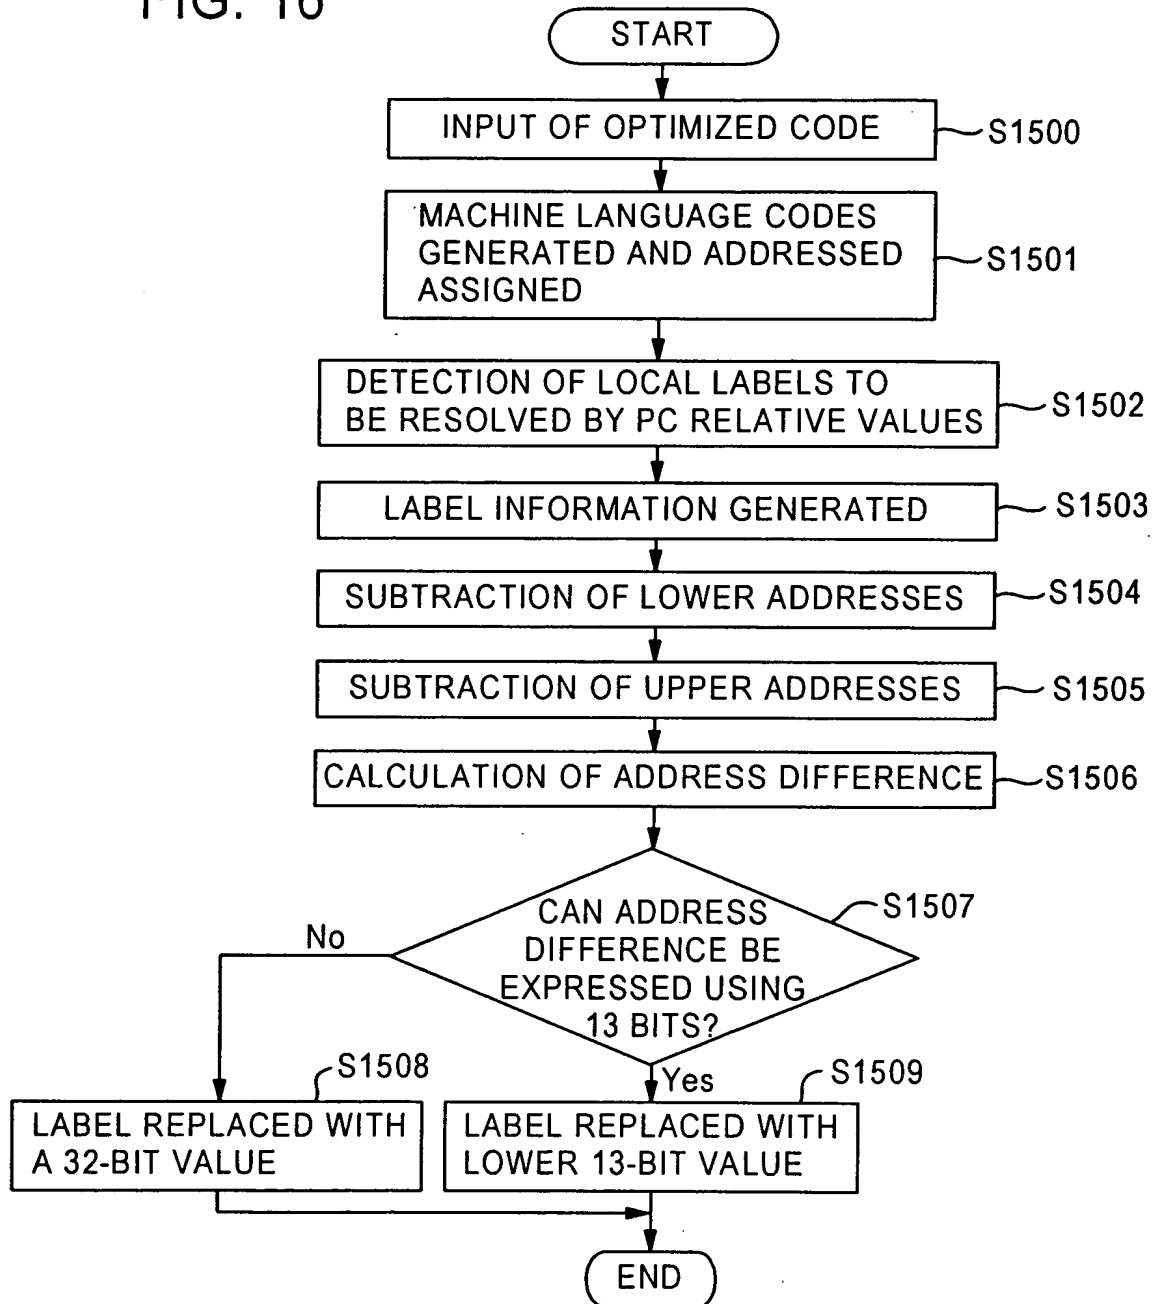 FIG. 16
START
INPUT OF OPTIMIZED CODE
S1500
MACHINE LANGUAGE CODES
GENERATED AND ADDRESSED
ASSIGNED
S1501
DETECTION OF LOCAL LABELS TO
BE RESOLVED BY PC RELATIVE VALUES
S1502
LABEL INFORMATION GENERATED
S1503
SUBTRACTION OF LOWER ADDRESSES
S1504
SUBTRACTION OF UPPER ADDRESSES
S1505
CALCULATION OF ADDRESS DIFFERENCE
S1506
CAN ADDRESS
DIFFERENCE BE
EXPRESSED USING
13 BITS?
S1507
No
Yes
S1508
LABEL REPLACED WITH
A 32-BIT VALUE
S1509
LABEL REPLACED WITH
LOWER 13-BIT VALUE
END